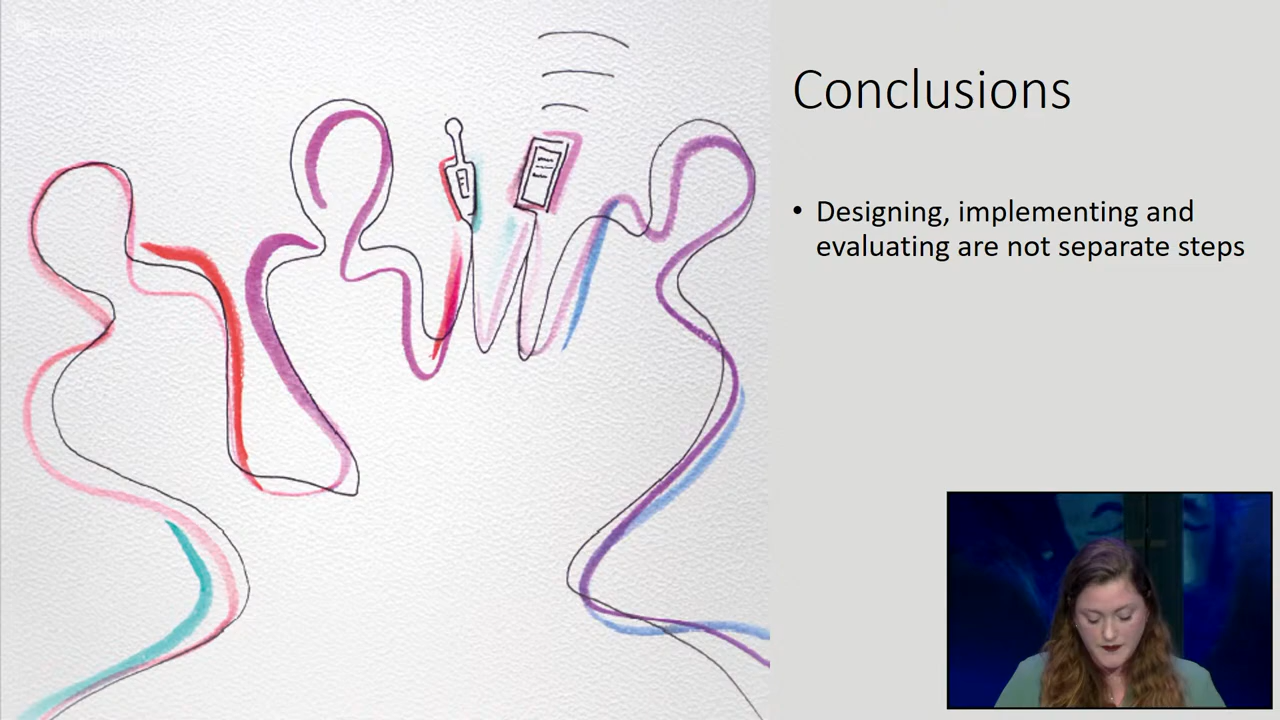 Conclusions
• Designing, implementing and
evaluating are not separate steps